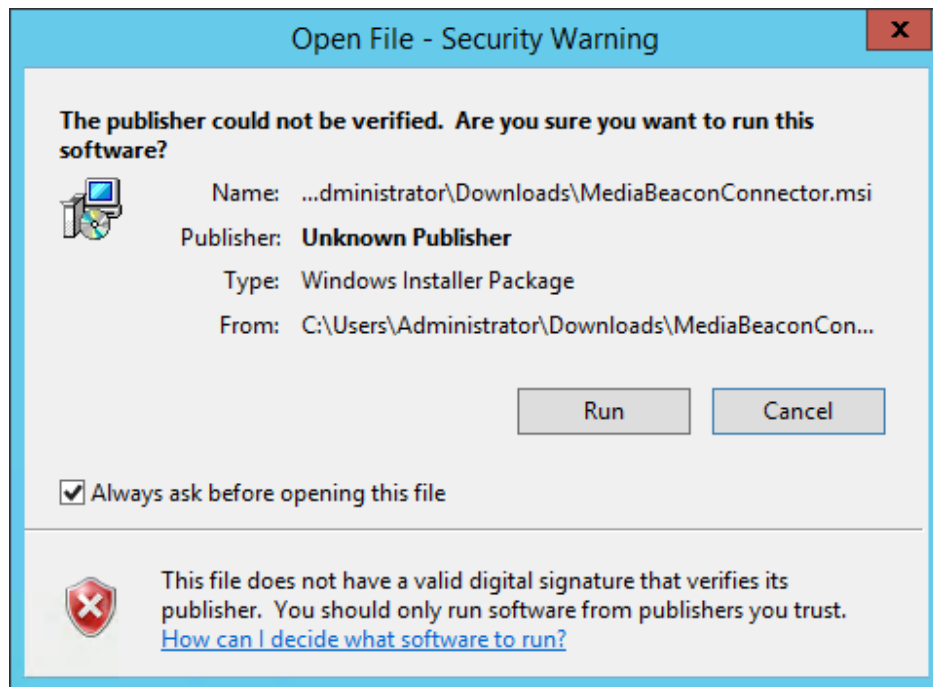 Open File - Security Warning
x
The publisher could not be verified.  Are you sure you want to run this
software?
Name: ...dministrator\Downloads\MediaBeaconConnector.msi
Publisher: Unknown Publisher
Type: Windows Installer Package
From: C:\Users\Administrator\Downloads\MediaBeaconCon...
Run Cancel
Always ask before opening this file
This file does not have a valid digital signature that verifies its
publisher.  You should only run software from publishers you trust.
How can I decide what software to run?